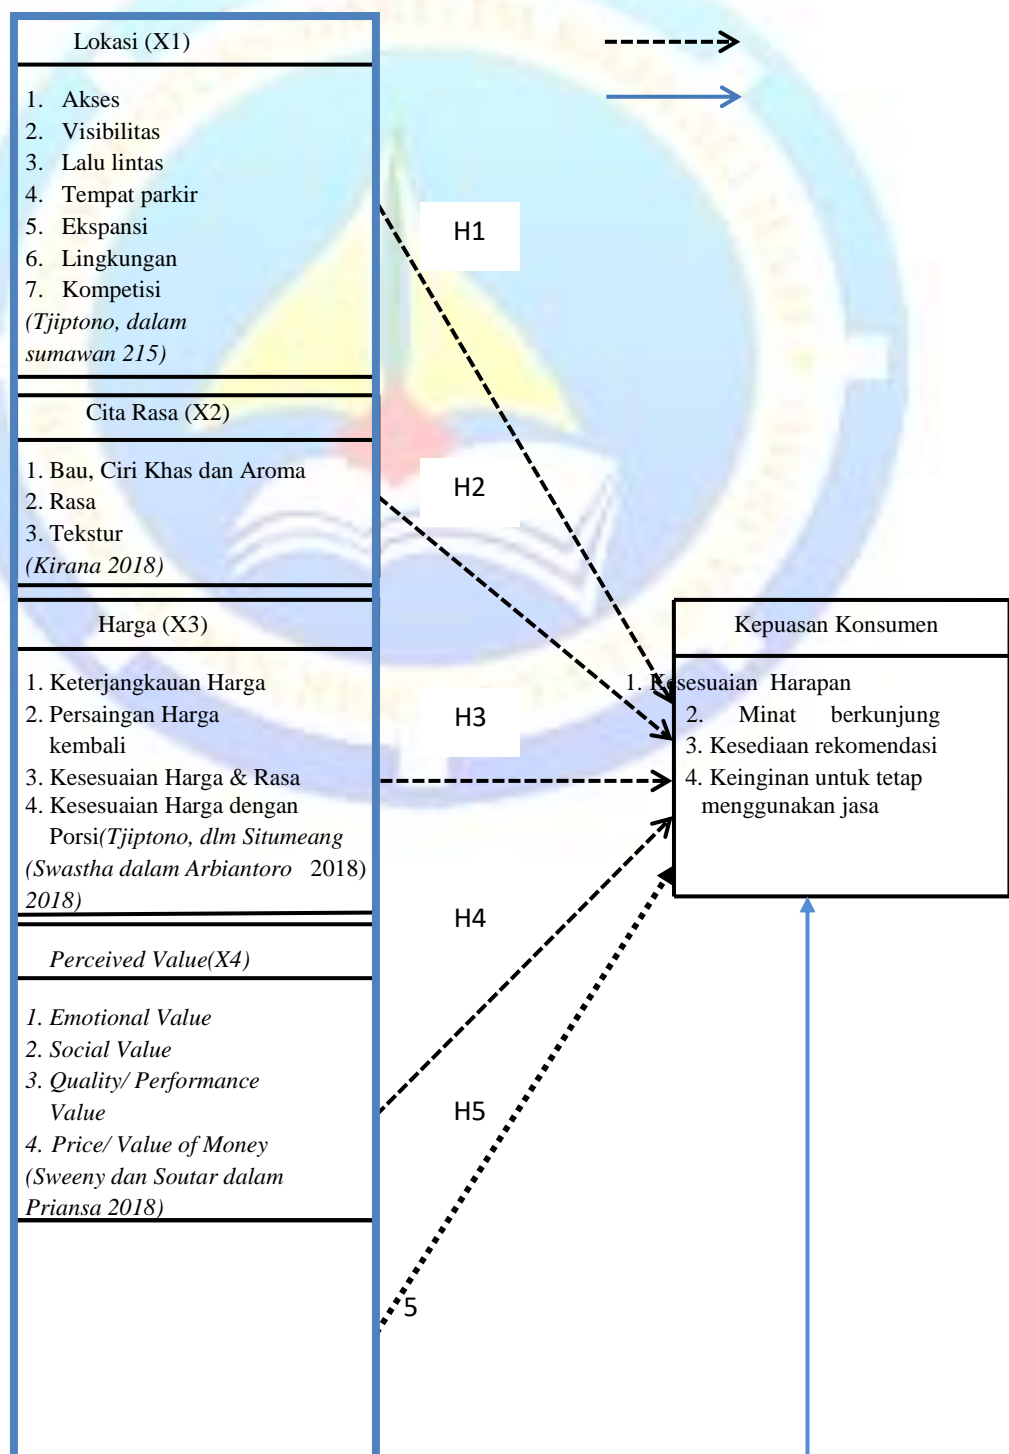 Lokasi (X1)
1. Akses
2. Visibilitas
3. Lalu lintas
4. Tempat parkir
5. Ekspansi
6. Lingkungan
7. Kompetisi
(Tjiptono, dalam
sumawan 215)
Cita Rasa (X2)
1. Bau, Ciri Khas dan Aroma
2. Rasa
3. Tekstur
(Kirana 2018)
Harga (X3)
1. Keterjangkauan Harga
2. Persaingan Harga
kembali
3. Kesesuaian Harga & Rasa
4. Kesesuaian Harga dengan
Porsi(Tjiptono, dlm Situmeang
(Swastha dalam Arbiantoro 2018)
2018)
Perceived Value(X4)
1. Emotional Value
2. Social Value
3. Quality/ Performance
Value
4. Price/ Value of Money
(Sweeny dan Soutar dalam
Priansa 2018)
H1
H2
H3
H4
H5
5
Kepuasan Konsumen
1. Kesesuaian Harapan
2. Minat berkunjung
3. Kesediaan rekomendasi
4. Keinginan untuk tetap
menggunakan jasa